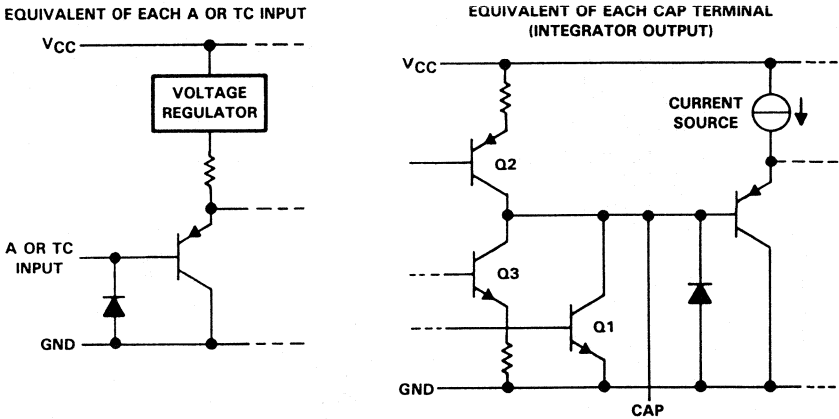 EQUIVALENT OF EACH A OR TC INPUT
VCC
VOLTAGE
REGULATOR
A OR TC
INPUT
GND
EQUIVALENT OF EACH CAP TERMINAL
(INTEGRATOR OUTPUT)
VCC
CURRENT
SOURCE
Q2
Q3
Q1
GND
CAP